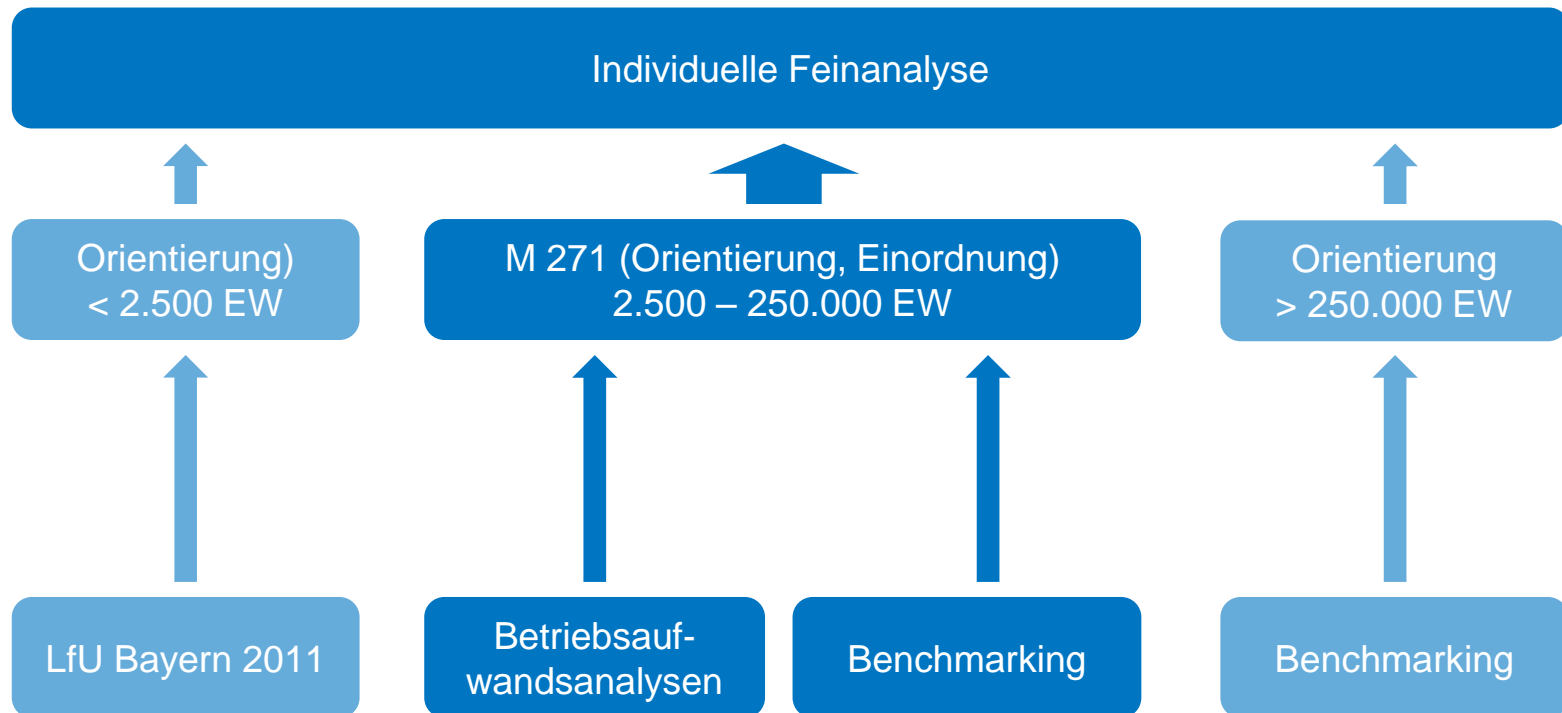 Individuelle Feinanalyse
Orientierung)
< 2.500 EW
M 271 (Orientierung, Einordnung)
2.500 – 250.000 EW
Orientierung
> 250.000 EW
LfU Bayern 2011
Betriebsauf-
wandsanalysen
Benchmarking
Benchmarking